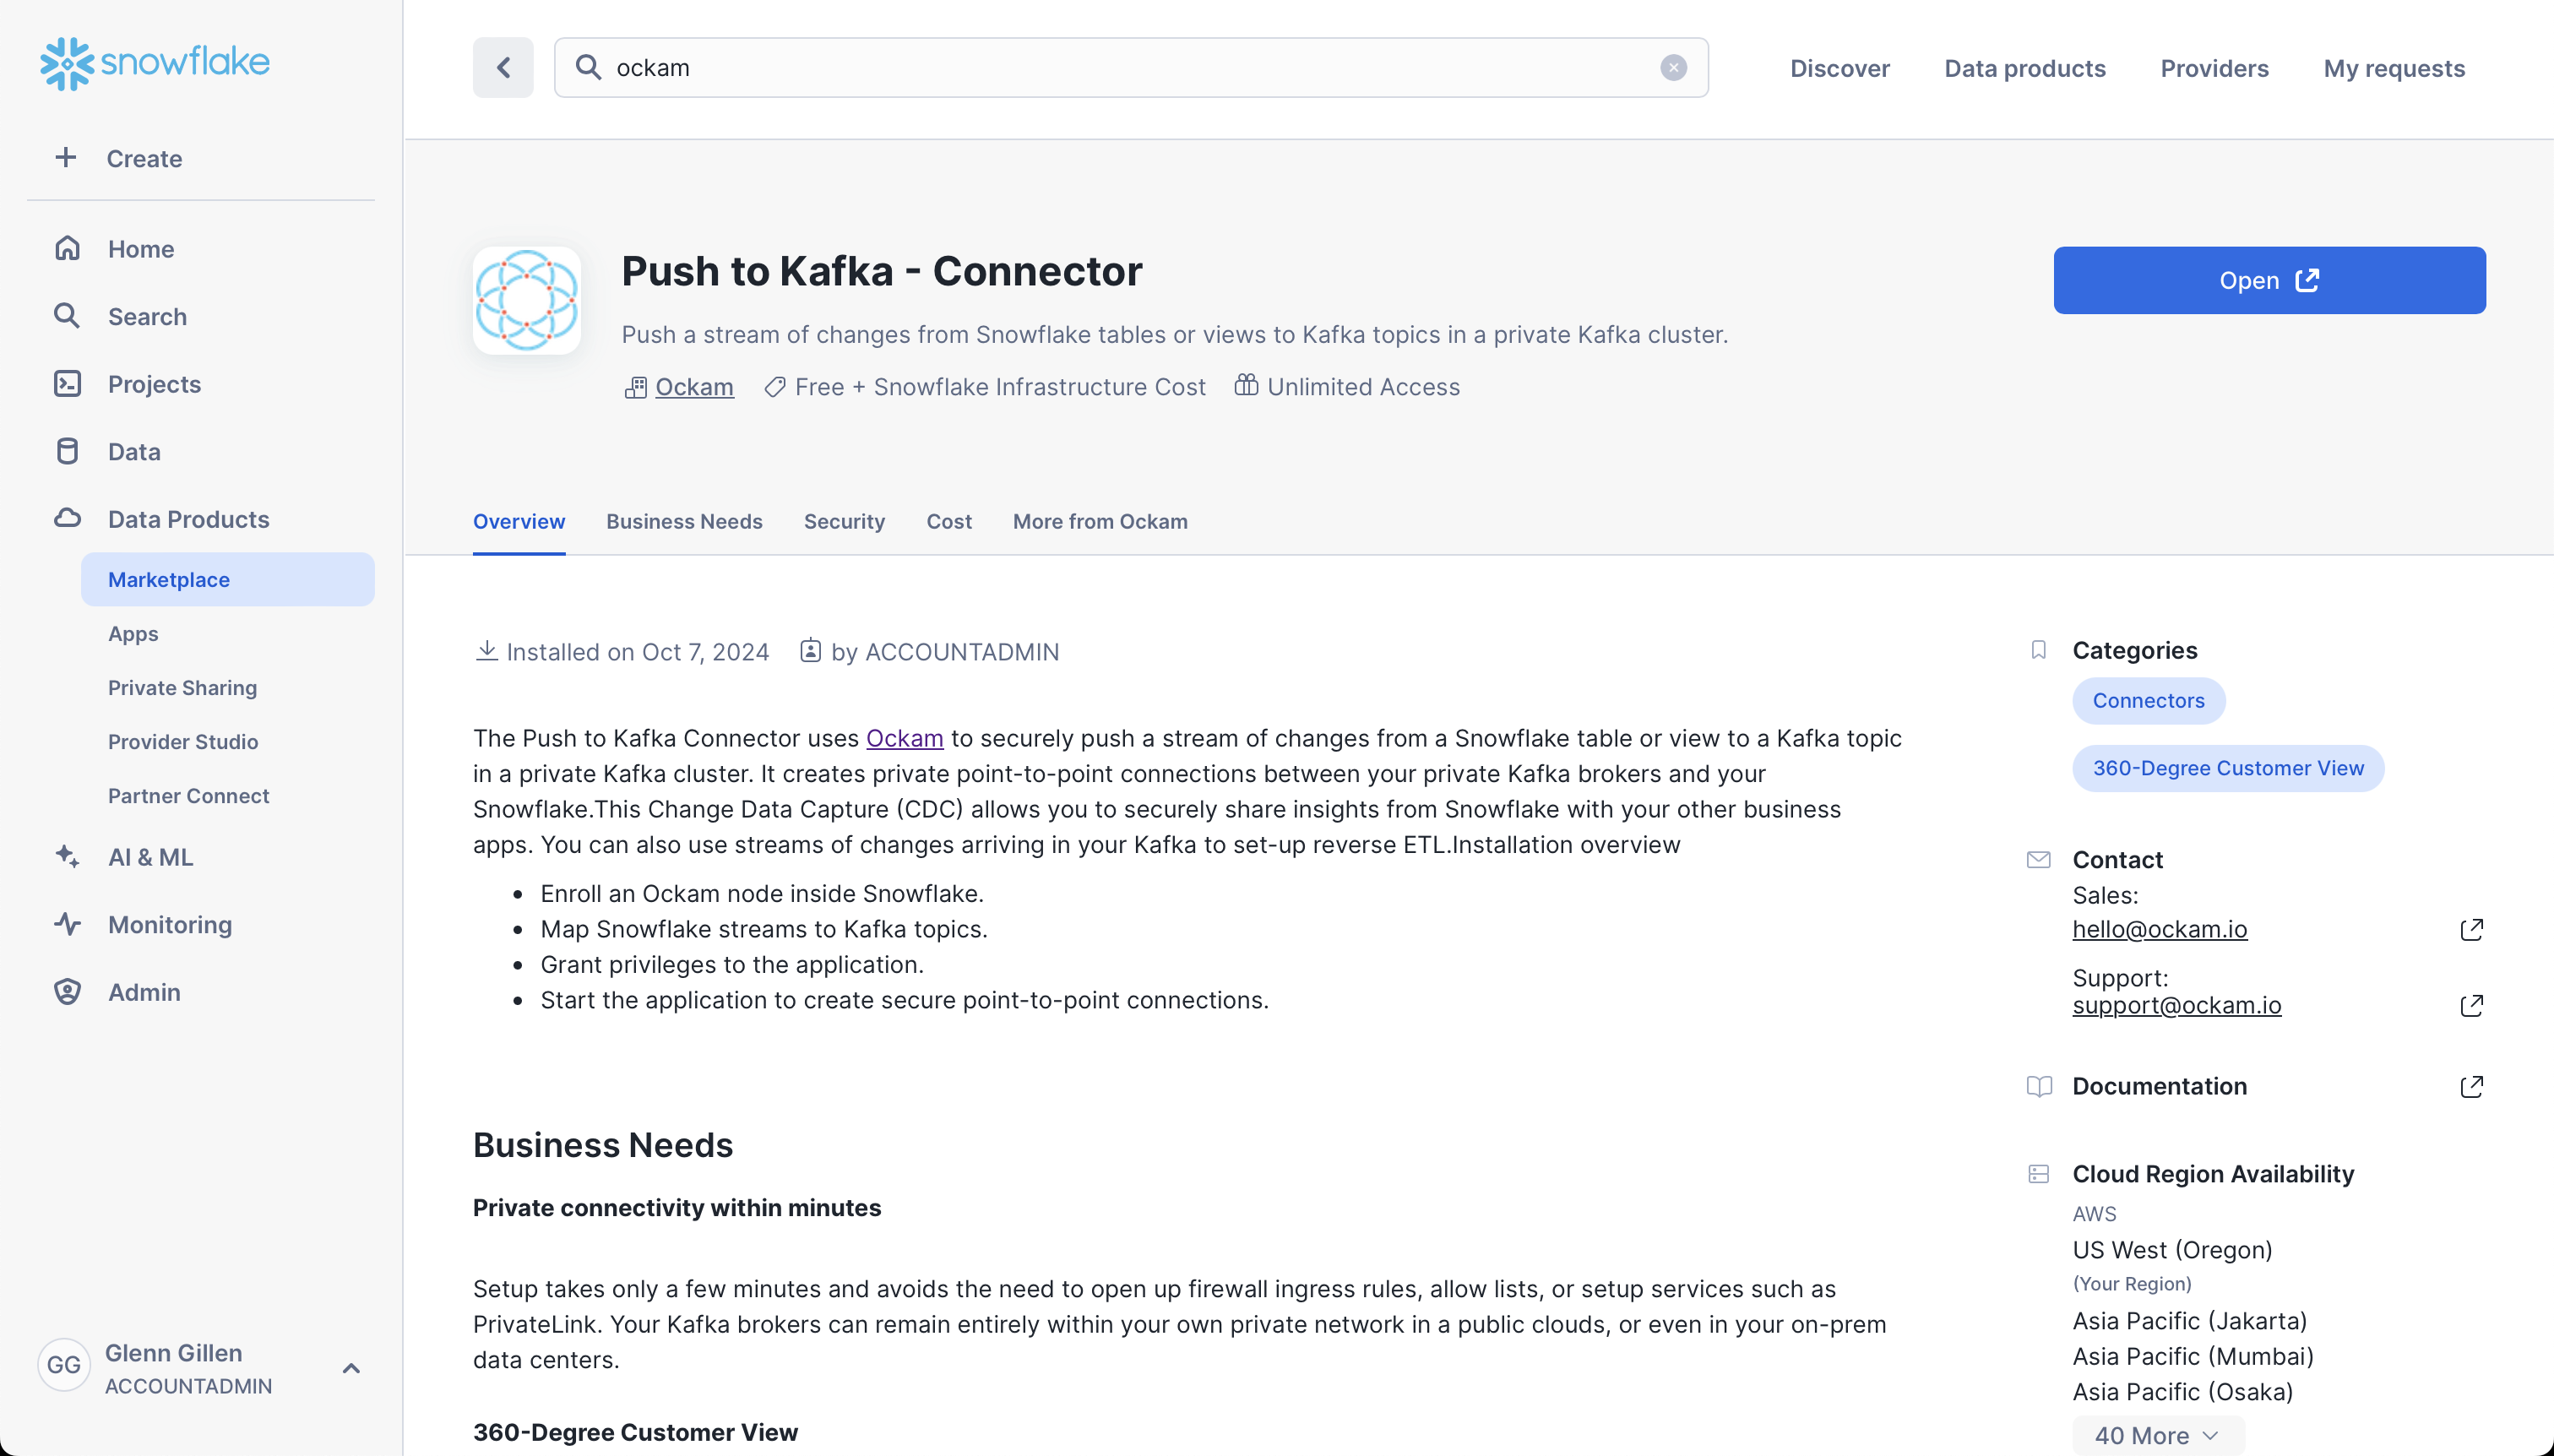 snowflake
Create
Home
Search
Projects
Data
Data Products
Marketplace
Apps
Private Sharing
Provider Studio
Partner Connect
AI & ML
Monitoring
Admin
GG
Glenn Gillen
ACCOUNTADMIN
ockam
Discover
Data products
Providers
My requests
Push to Kafka - Connector
Open
Push a stream of changes from Snowflake tables or views to Kafka topics in a private Kafka cluster.
Ockam
Free + Snowflake Infrastructure Cost
Unlimited Access
Overview
Business Needs
Security
Cost
More from Ockam
Installed on Oct 7, 2024
by ACCOUNTADMIN
The Push to Kafka Connector uses Ockam to securely push a stream of changes from a Snowflake table or view to a Kafka topic
in a private Kafka cluster. It creates private point-to-point connections between your private Kafka brokers and your
Snowflake.This Change Data Capture (CDC) allows you to securely share insights from Snowflake with your other business
apps. You can also use streams of changes arriving in your Kafka to set-up reverse ETL.Installation overview
• Enroll an Ockam node inside Snowflake.
• Map Snowflake streams to Kafka topics.
• Grant privileges to the application.
• Start the application to create secure point-to-point connections.
Business Needs
Private connectivity within minutes
Setup takes only a few minutes and avoids the need to open up firewall ingress rules, allow lists, or setup services such as
PrivateLink. Your Kafka brokers can remain entirely within your own private network in a public clouds, or even in your on-prem
data centers.
360-Degree Customer View
Categories
Connectors
360-Degree Customer View
Contact
Sales:
hello@ockam.io
Support:
support@ockam.io
Documentation
Cloud Region Availability
AWS
US West (Oregon)
(Your Region)
Asia Pacific (Jakarta)
Asia Pacific (Mumbai)
Asia Pacific (Osaka)
40 More